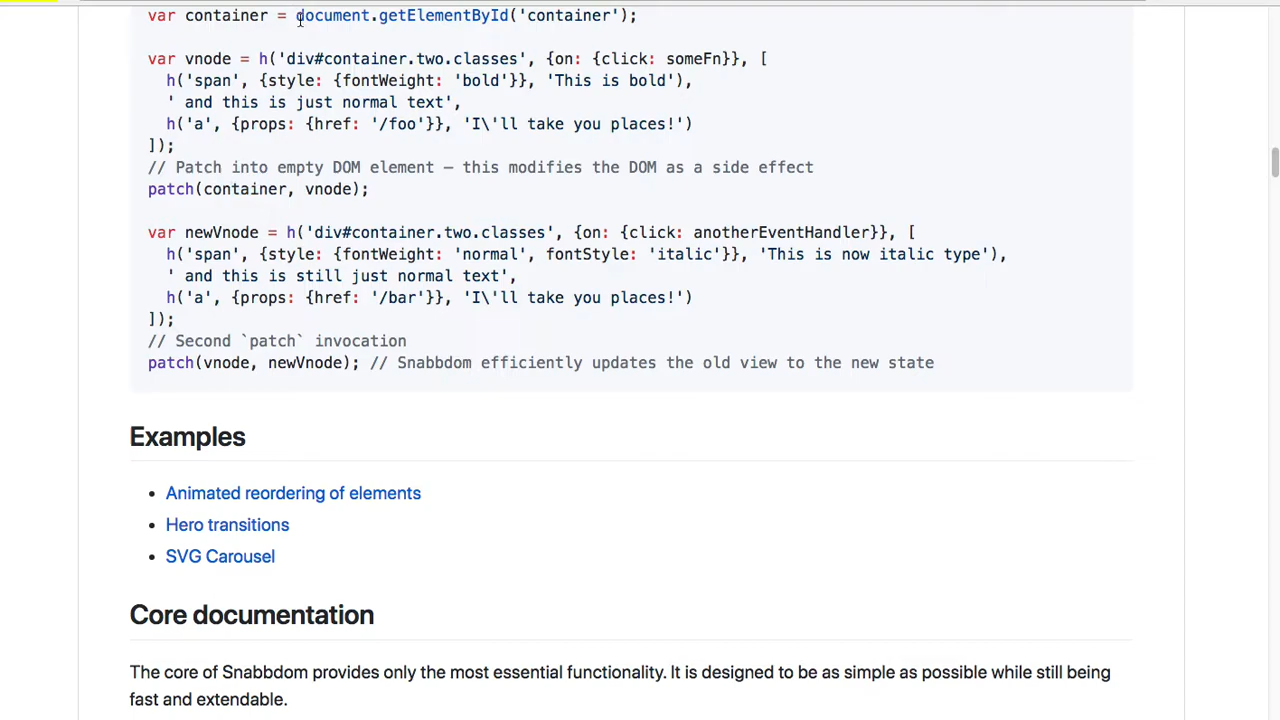 var container = document.getElementById('container');
var vnode = h('div#container.two.classes', {on: {click: someFn}}, [
h('span', {style: {fontWeight: 'bold'}}, 'This is bold'),
' and this is just normal text',
h('a', {props: {href: '/foo'}}, 'I\'ll take you places!')
]);
// Patch into empty DOM element – this modifies the DOM as a side effect
patch(container, vnode);
var newVnode = h('div#container.two.classes', {on: {click: anotherEventHandler}}, [
h('span', {style: {fontWeight: 'normal', fontStyle: 'italic'}}, 'This is now italic type'),
' and this is still just normal text',
h('a', {props: {href: '/bar'}}, 'I\'ll take you places!')
]);
// Second `patch` invocation
patch(vnode, newVnode); // Snabbdom efficiently updates the old view to the new state
Examples
• Animated reordering of elements
• Hero transitions
• SVG Carousel
Core documentation
The core of Snabbdom provides only the most essential functionality. It is designed to be as simple as possible while still being
fast and extendable.